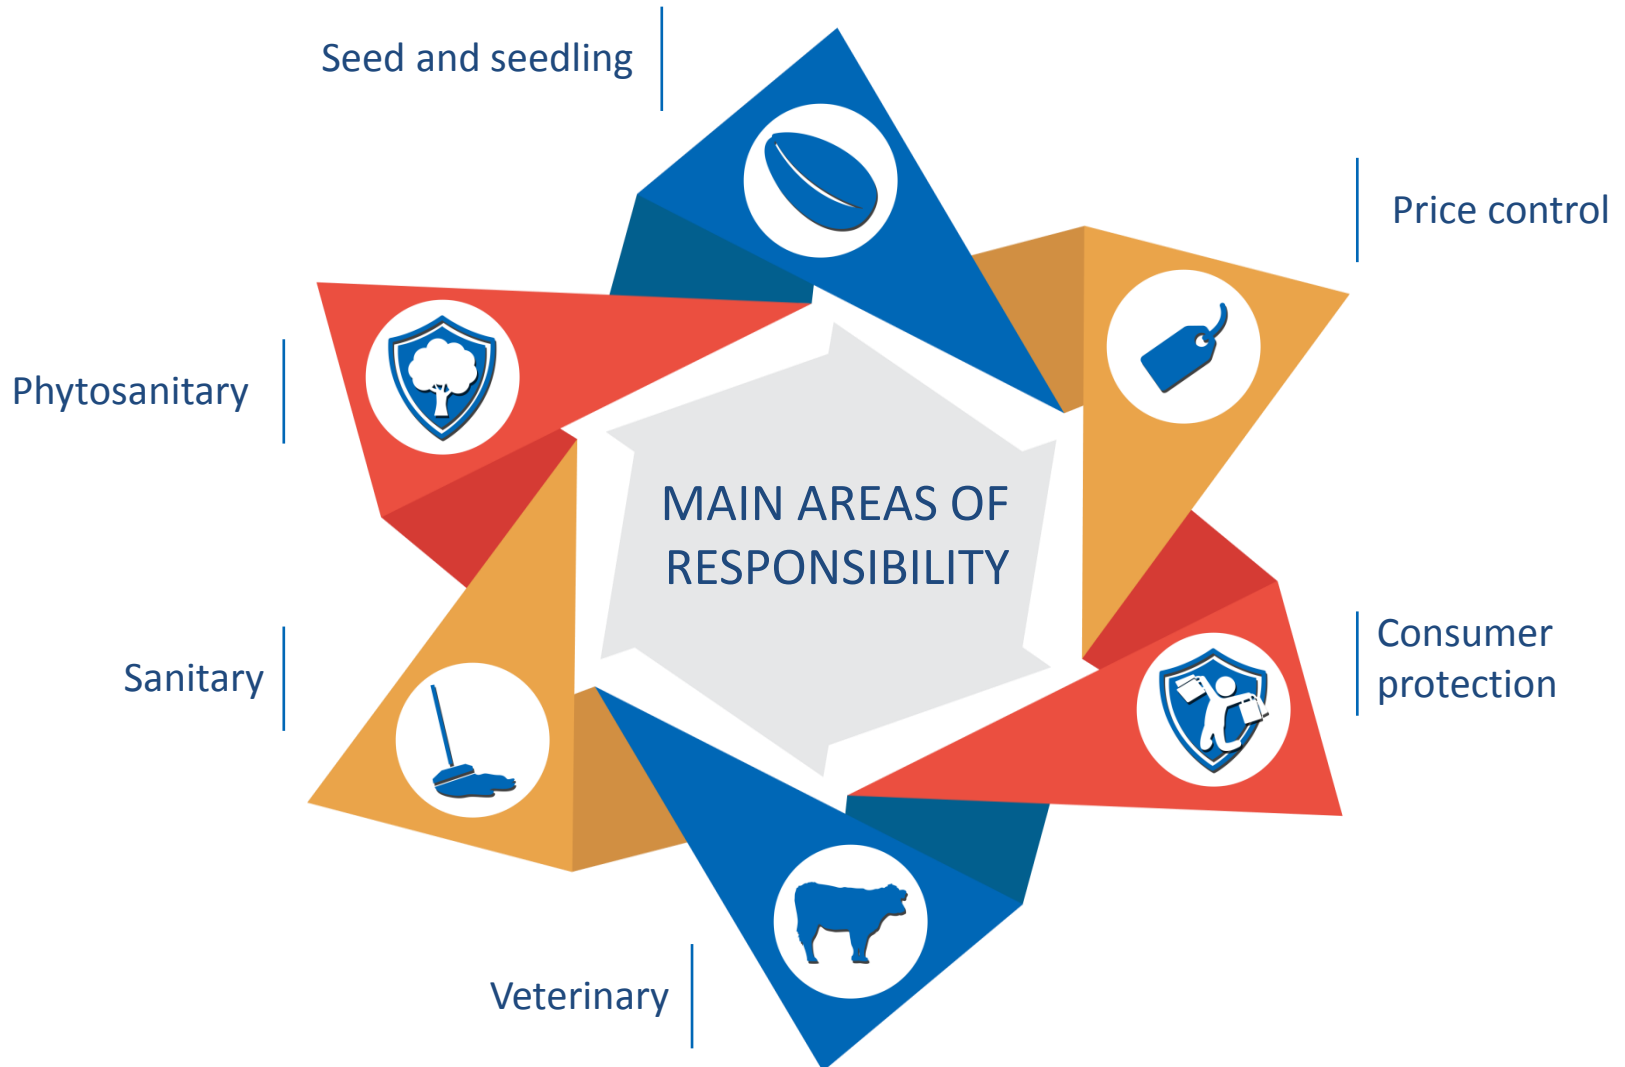 Seed and seedling
Price control
Phytosanitary
MAIN AREAS OF
RESPONSIBILITY
Consumer
protection
Sanitary
Veterinary